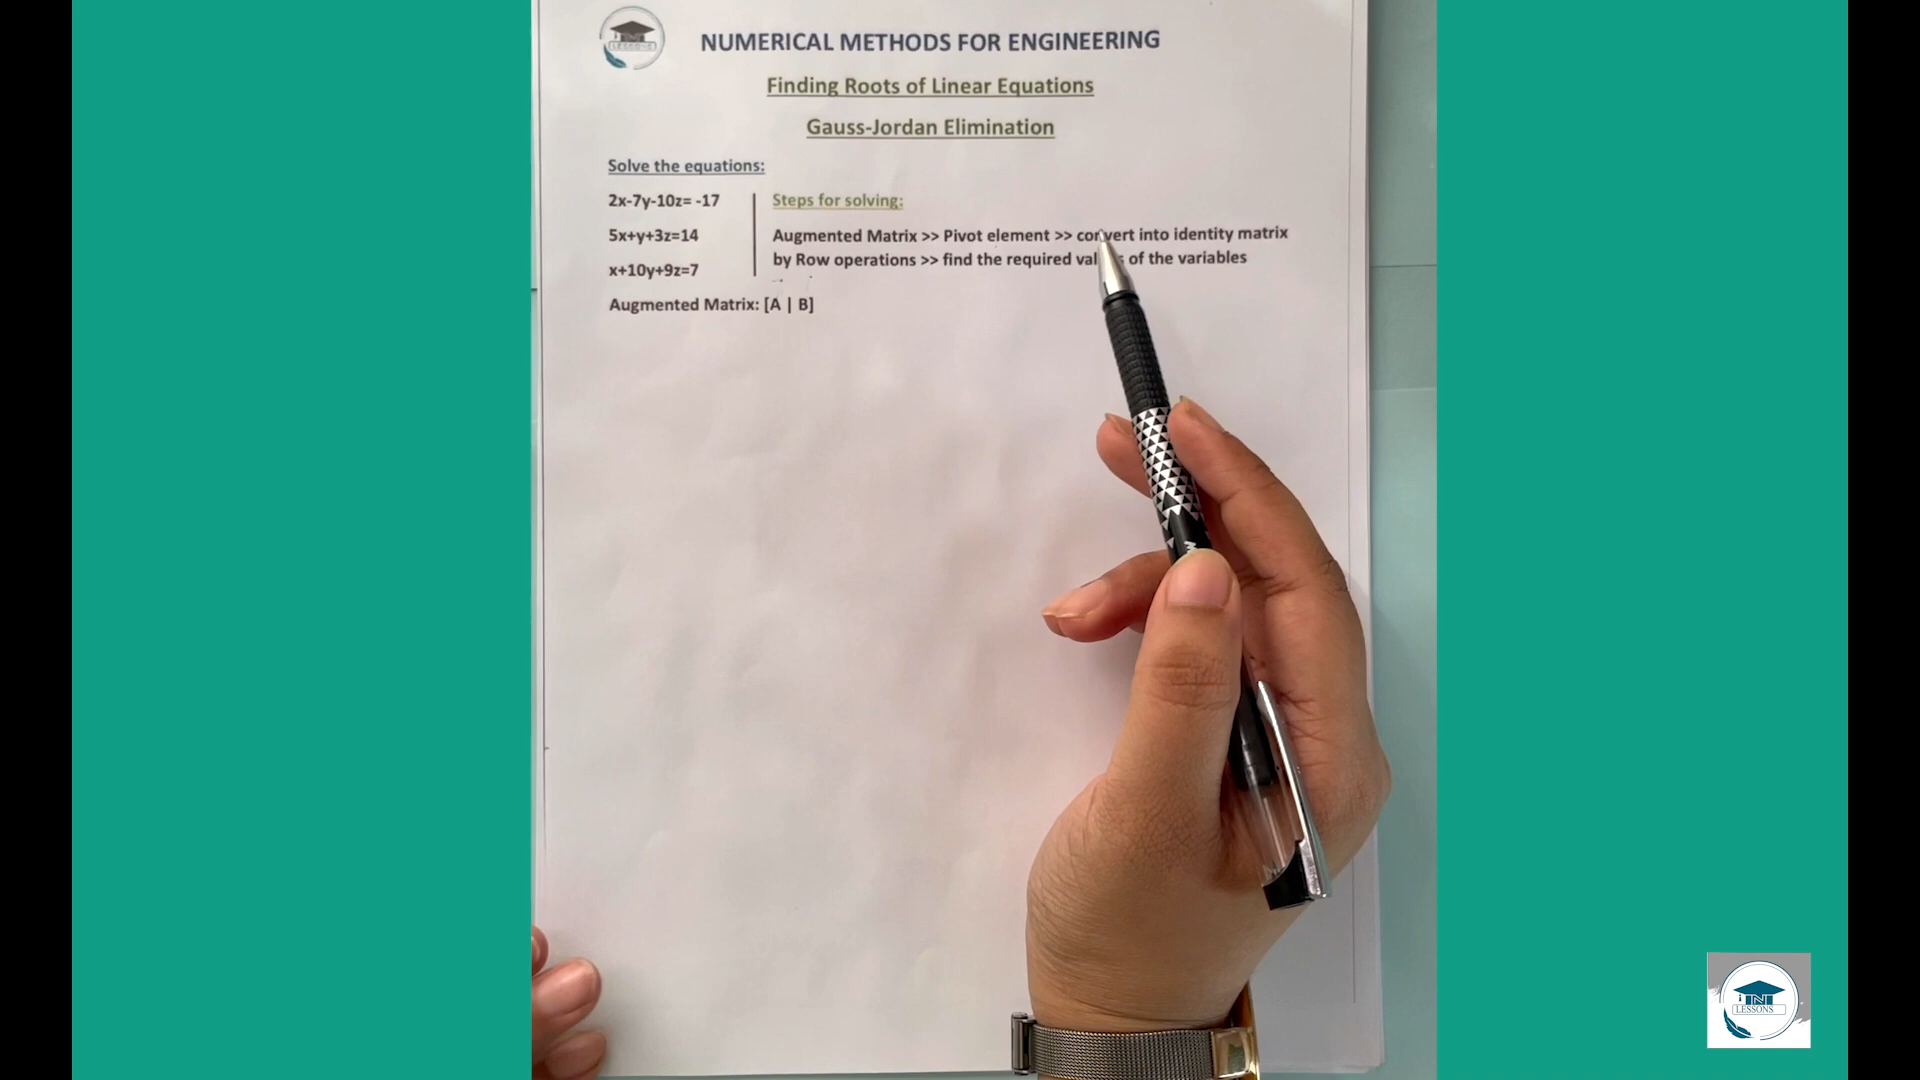 NUMERICAL METHODS FOR ENGINEERING
Finding Roots of Linear Equations
Gauss-Jordan Elimination
Solve the equations:
2x-7y-10z= -17
5x+y+3z=14
x+10y+9z=7
Steps for solving:
Augmented Matrix >> Pivot element >> convert into identity matrix
by Row operations >> find the required of the variables
Augmented Matrix: [A | B]
LESSONS